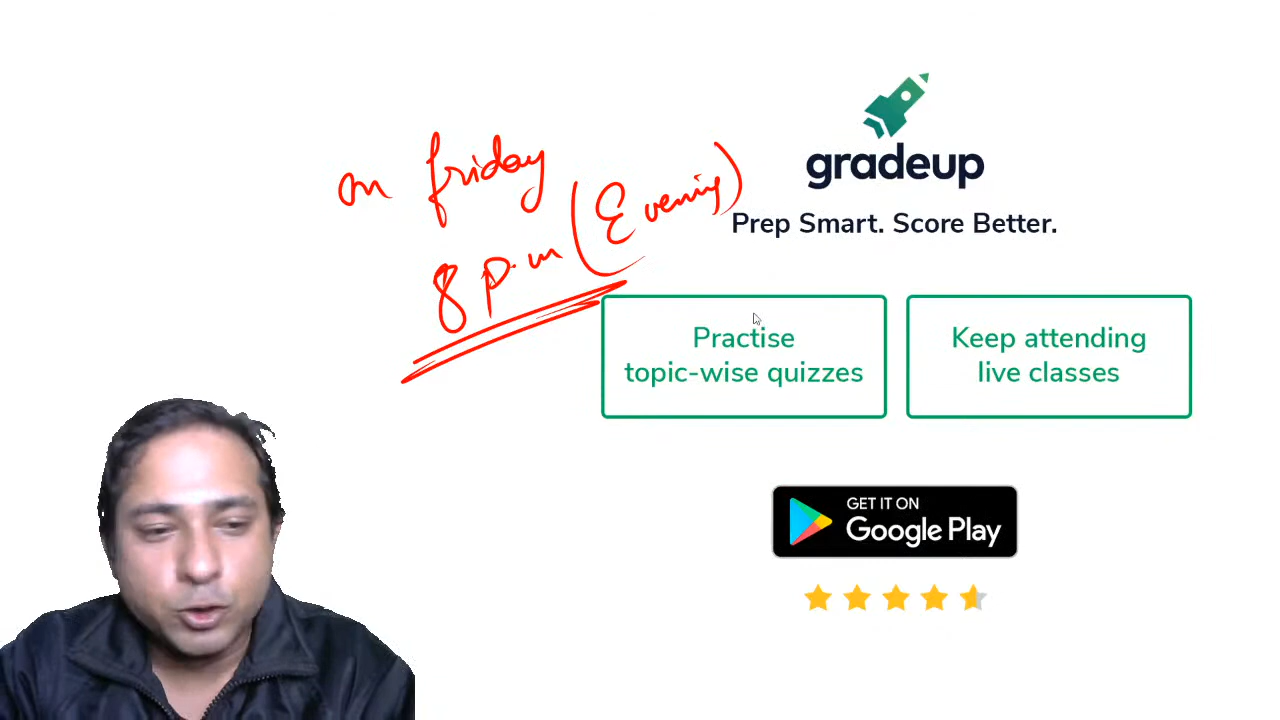 on friday
8 p.m (Evening)
gradeup
Prep Smart. Score Better.
Practise
topic-wise quizzes
Keep attending
live classes
GET IT ON
Google Play